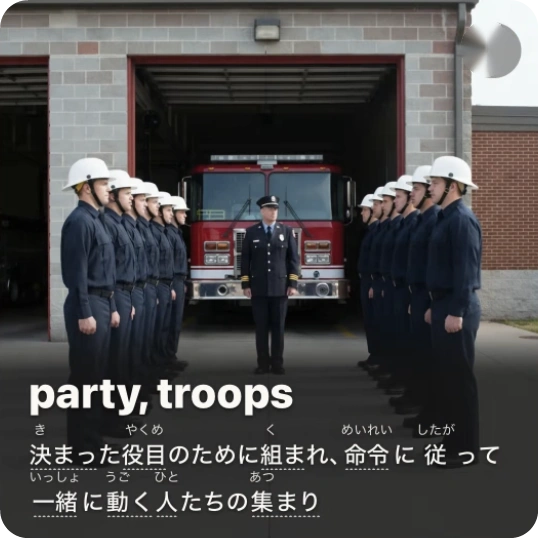 party, troops
き やくめ く めいれい したが
決まった役目のために組まれ、命令に従って
いっしょ うご ひと あつ
一緒に動く人たちの集まり